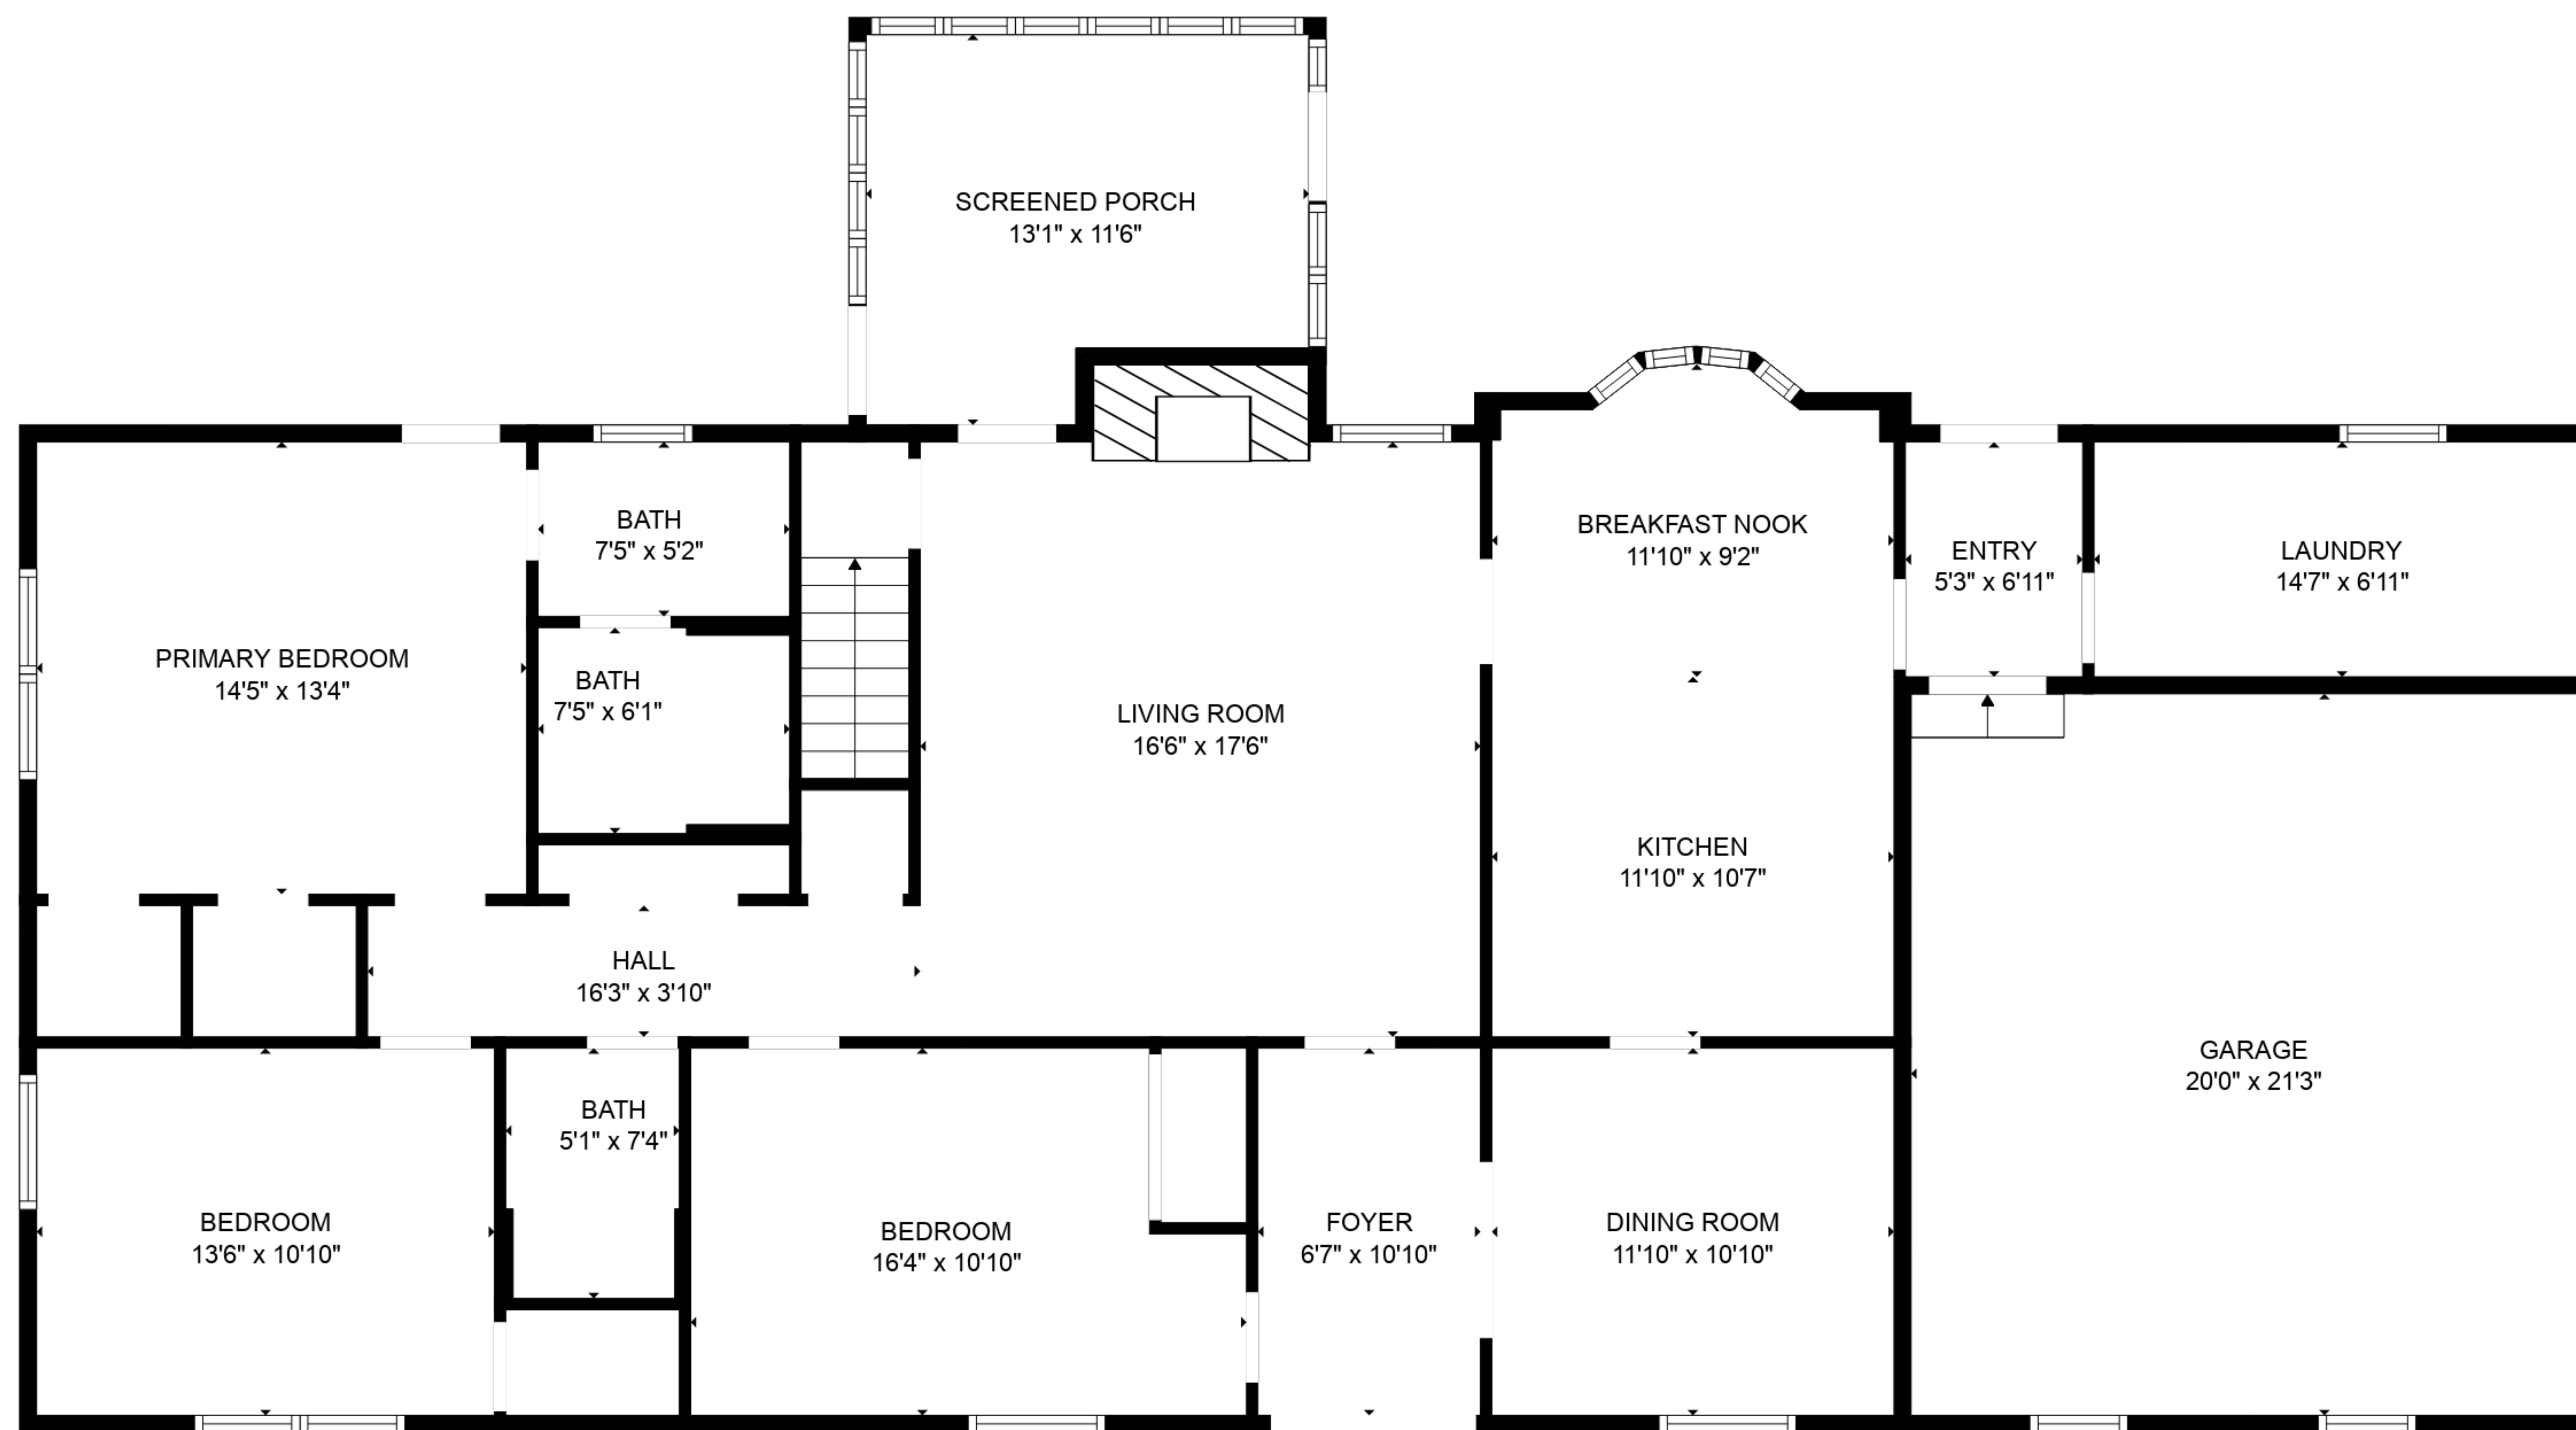 SCREENED PORCH
13'1" x 11'6"
BATH
7'5" x 5'2"
BREAKFAST NOOK
11'10" x 9'2"
ENTRY
5'3" x 6'11"
LAUNDRY
14'7" x 6'11"
PRIMARY BEDROOM
14'5" x 13'4"
BATH
7'5" x 6'1"
LIVING ROOM
16'6" x 17'6"
KITCHEN
11'10" x 10'7"
HALL
16'3" x 3'10"
GARAGE
20'0" x 21'3"
BATH
5'1" x 7'4"
BEDROOM
13'6" x 10'10"
BEDROOM
16'4" x 10'10"
FOYER
6'7" x 10'10"
DINING ROOM
11'10" x 10'10"